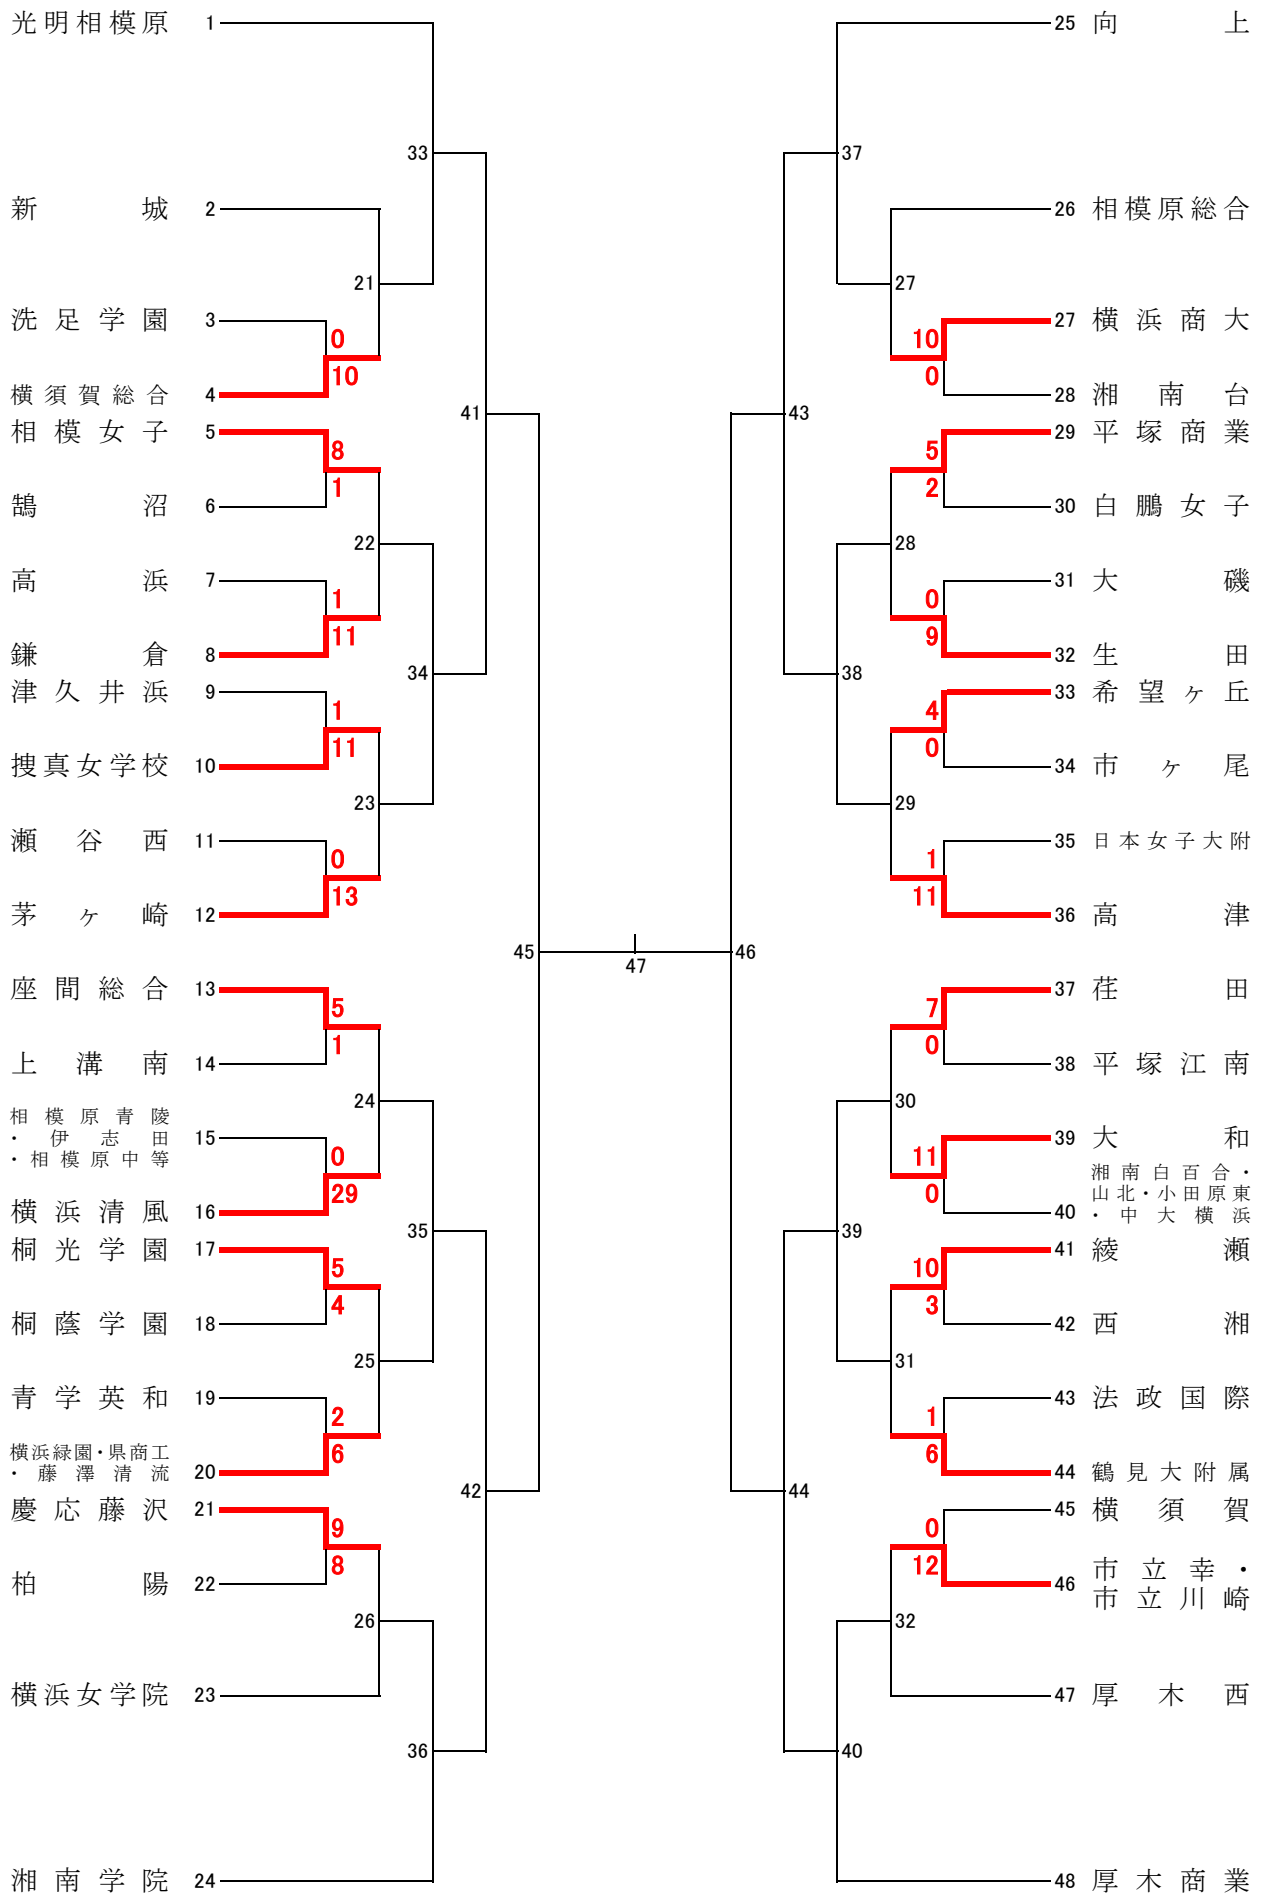 光明相模原 1
33
新城 2
21
洗足学園 3
0
10
横須賀総合 4
41
相模女子 5
8
1
鵠沼 6
22
高浜 7
1
11
鎌倉 8
34
津久井浜 9
1
11
捜真女学校 10
23
瀬谷西 11
0
13
茅ヶ崎 12
45
47
座間総合 13
5
1
上溝南 14
24
相模原青陵
・伊志田
・相模原中等 15
0
29
横浜清風 16
35
桐光学園 17
5
4
桐蔭学園 18
25
青学英和 19
2
6
横浜緑園・県商工
・藤澤清流 20
42
慶応藤沢 21
9
8
柏陽 22
26
横浜女学院 23
36
湘南学院 24
25 向上
37
26 相模原総合
27
27 横浜商大
10
0
28 湘南台
43
29 平塚商業
5
2
30 白鵬女子
28
31 大磯
0
9
32 生田
38
33 希望ヶ丘
4
0
34 市ヶ尾
29
35 日本女子大附
1
11
36 高津
46
37 荏田
7
0
38 平塚江南
30
39 大和
11
0
湘南白百合・
山北・小田原東
40 ・中大横浜
39
41 綾瀬
10
3
42 西湘
31
43 法政国際
1
6
44 鶴見大附属
44
45 横須賀
0
12
46 市立幸・
市立川崎
32
47 厚木西
40
48 厚木商業